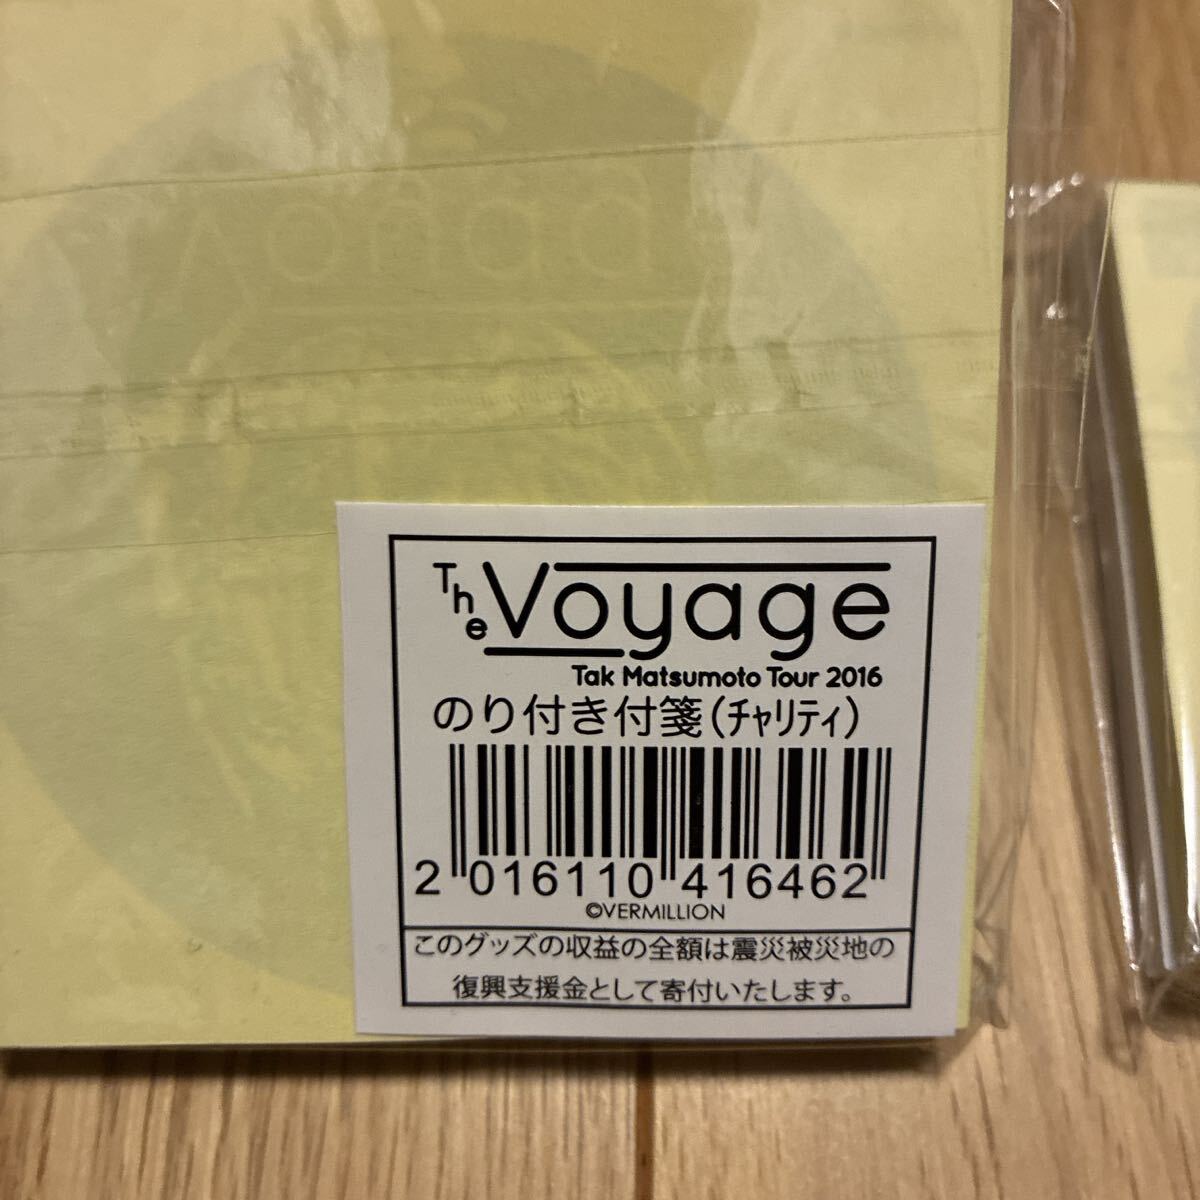 The Voyage
Tak Matsumoto Tour 2016
のり付き付箋(ﾁｬﾘﾃｨ)
2 016110 416462
©VERMILLION
このグッズの収益の全額は震災被災地の
復興支援金として寄付いたします。